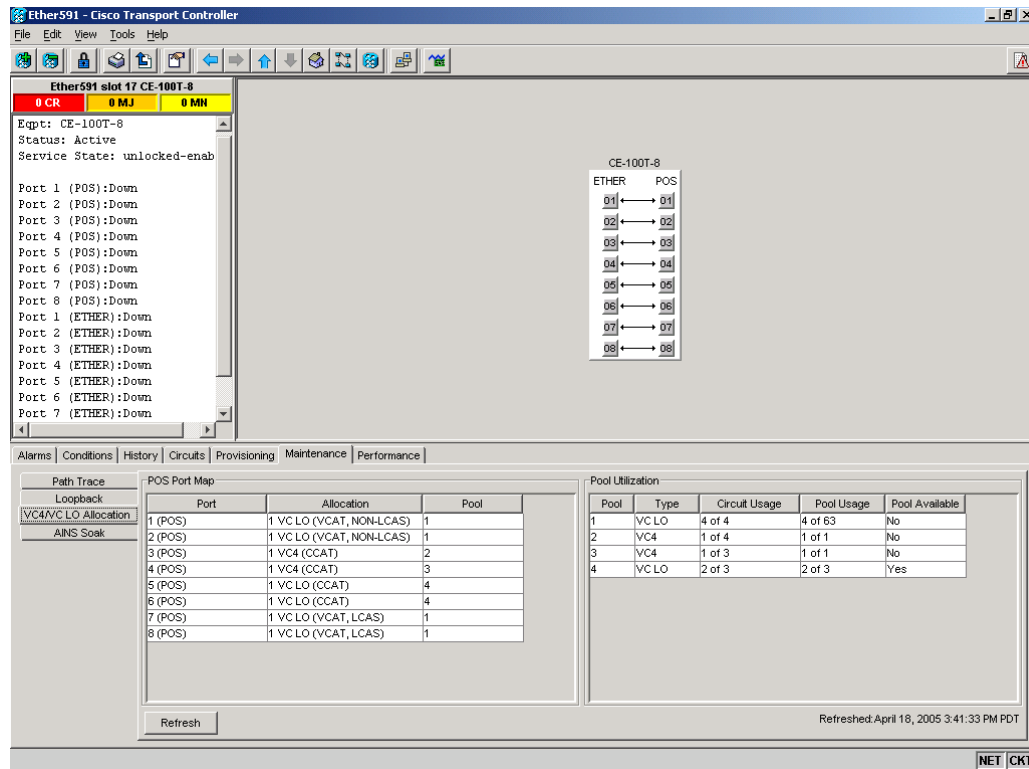 Ether591 - Cisco Transport Controller
File Edit View Tools Help
Ether591 slot 17 CE-100T-8
0 CR 0 MJ 0 MN
Eqpt: CE-100T-8
Status: Active
Service State: unlocked-enab
Port 1 (POS):Down
Port 2 (POS):Down
Port 3 (POS):Down
Port 4 (POS):Down
Port 5 (POS):Down
Port 6 (POS):Down
Port 7 (POS):Down
Port 8 (POS):Down
Port 1 (ETHER):Down
Port 2 (ETHER):Down
Port 3 (ETHER):Down
Port 4 (ETHER):Down
Port 5 (ETHER):Down
Port 6 (ETHER):Down
Port 7 (ETHER):Down
CE-100T-8
ETHER POS
01 01
02 02
03 03
04 04
05 05
06 06
07 07
08 08
Alarms Conditions History Circuits Provisioning Maintenance Performance
Path Trace
Loopback
VC4/VC LO Allocation
AINS Soak
POS Port Map
Port Allocation Pool
1 (POS) 1 VC LO (VCAT, NON-LCAS) 1
2 (POS) 1 VC LO (VCAT, NON-LCAS) 1
3 (POS) 1 VC4 (CCAT) 2
4 (POS) 1 VC4 (CCAT) 3
5 (POS) 1 VC LO (CCAT) 4
6 (POS) 1 VC LO (CCAT) 4
7 (POS) 1 VC LO (VCAT, LCAS) 1
8 (POS) 1 VC LO (VCAT, LCAS) 1
Refresh
Pool Utilization
Pool Type Circuit Usage Pool Usage Pool Available
1 VC LO 4 of 4 4 of 63 No
2 VC4 1 of 4 1 of 1 No
3 VC4 1 of 3 1 of 1 No
4 VC LO 2 of 3 2 of 3 Yes
Refreshed:April 18, 2005 3:41:33 PM PDT
NET CKT